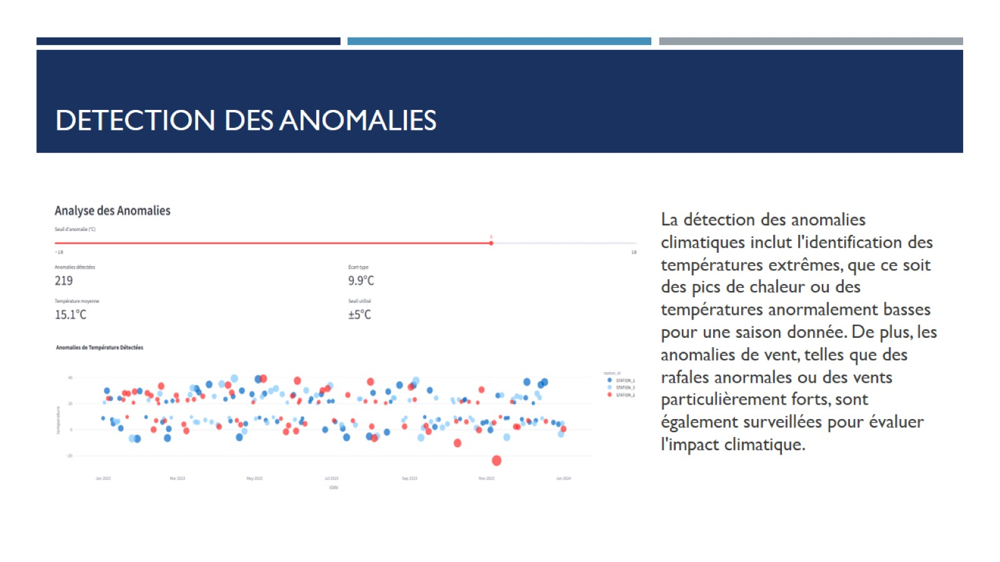 DETECTION DES ANOMALIES
Analyse des Anomalies
Seuil d'anomalie (°C)
5
-10
10
Anomalies détectées
219
Écart-type
9.9°C
Température moyenne
15.1°C
Seuil utilisé
±5°C
Anomalies de Température Détectées
station_id
STATION_1
STATION_3
STATION_2
temperature
40
20
0
-20
Jan 2023
Mar 2023
May 2023
Jul 2023
Sep 2023
Nov 2023
Jan 2024
date
La détection des anomalies
climatiques inclut l'identification des
températures extrêmes, que ce soit
des pics de chaleur ou des
températures anormalement basses
pour une saison donnée. De plus, les
anomalies de vent, telles que des
rafales anormales ou des vents
particulièrement forts, sont
également surveillées pour évaluer
l'impact climatique.